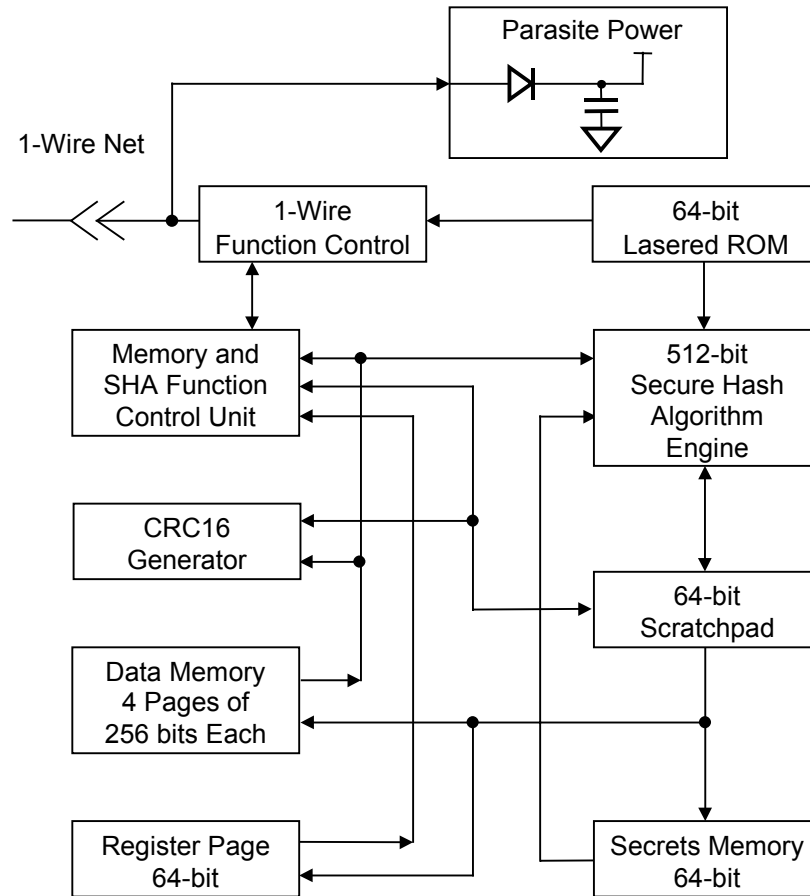 Parasite Power
1-Wire Net
1-Wire
Function Control
64-bit
Lasered ROM
Memory and
SHA Function
Control Unit
512-bit
Secure Hash
Algorithm
Engine
CRC16
Generator
64-bit
Scratchpad
Data Memory
4 Pages of
256 bits Each
Register Page
64-bit
Secrets Memory
64-bit